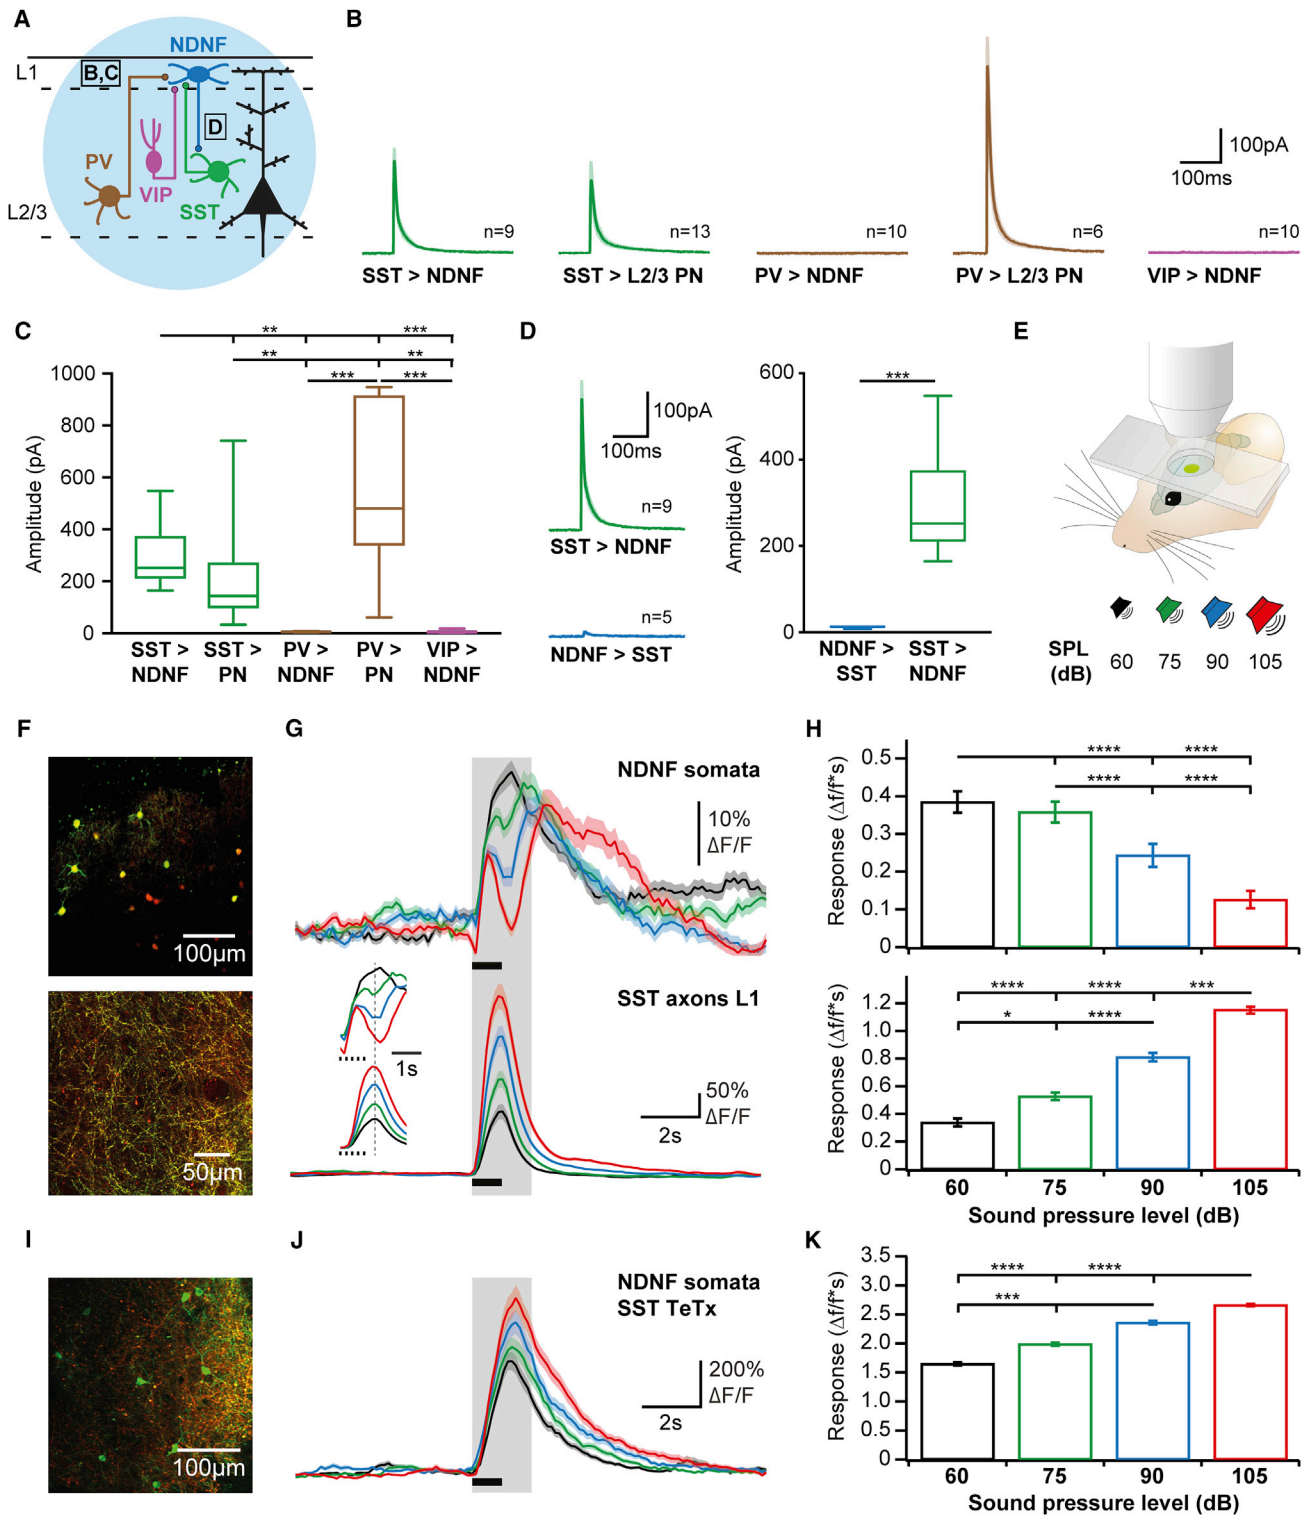 A
NDNF
L1
B,C
D
PV
VIP
SST
L2/3
B
100pA
100ms
n=9
n=13
n=10
n=6
n=10
SST > NDNF
SST > L2/3 PN
PV > NDNF
PV > L2/3 PN
VIP > NDNF
C
**
***
**
**
***
***
1000
800
600
400
200
0
Amplitude (pA)
SST >
NDNF
SST >
PN
PV >
NDNF
PV >
PN
VIP >
NDNF
D
100pA
100ms
n=9
SST > NDNF
n=5
NDNF > SST
***
600
400
200
0
Amplitude (pA)
NDNF >
SST
SST >
NDNF
E
SPL
(dB)
60
75
90
105
F
100µm
50µm
G
NDNF somata
10%
ΔF/F
SST axons L1
1s
50%
ΔF/F
2s
H
**** ****
**** ****
0.5
0.4
0.3
0.2
0.1
0
Response (Δf/f*s)
**** **** ***
* ****
1.2
1.0
0.8
0.6
0.4
0.2
0
Response (Δf/f*s)
60 75 90 105
Sound pressure level (dB)
I
100µm
J
NDNF somata
SST TeTx
200%
ΔF/F
2s
K
**** ****
***
3.5
3.0
2.5
2.0
1.5
1.0
0.5
0
Response (Δf/f*s)
60 75 90 105
Sound pressure level (dB)